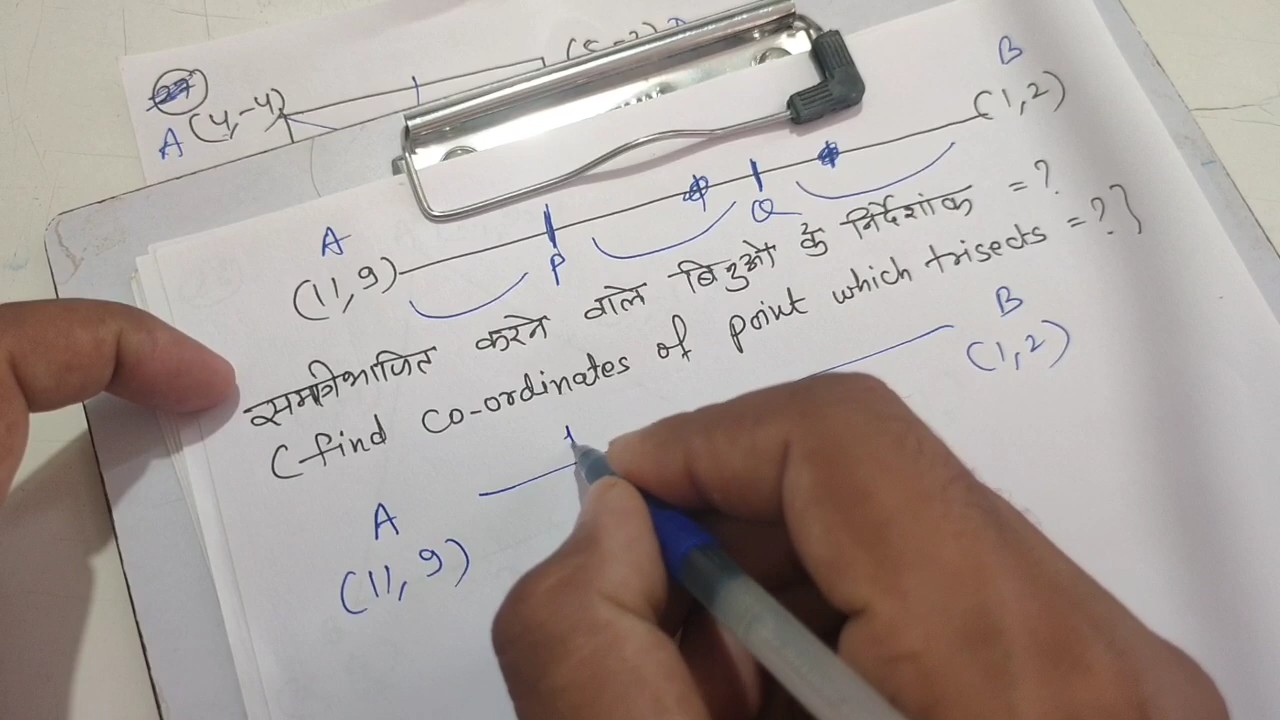 A (4,-4)
B
(1,2)
A
(11,9)
P
Q
समत्रिभाजित करने वाले बिन्दुओ के निर्देशांक =?
(find co-ordinates of point which trisects =?}
B
(1,2)
A
(11,9)